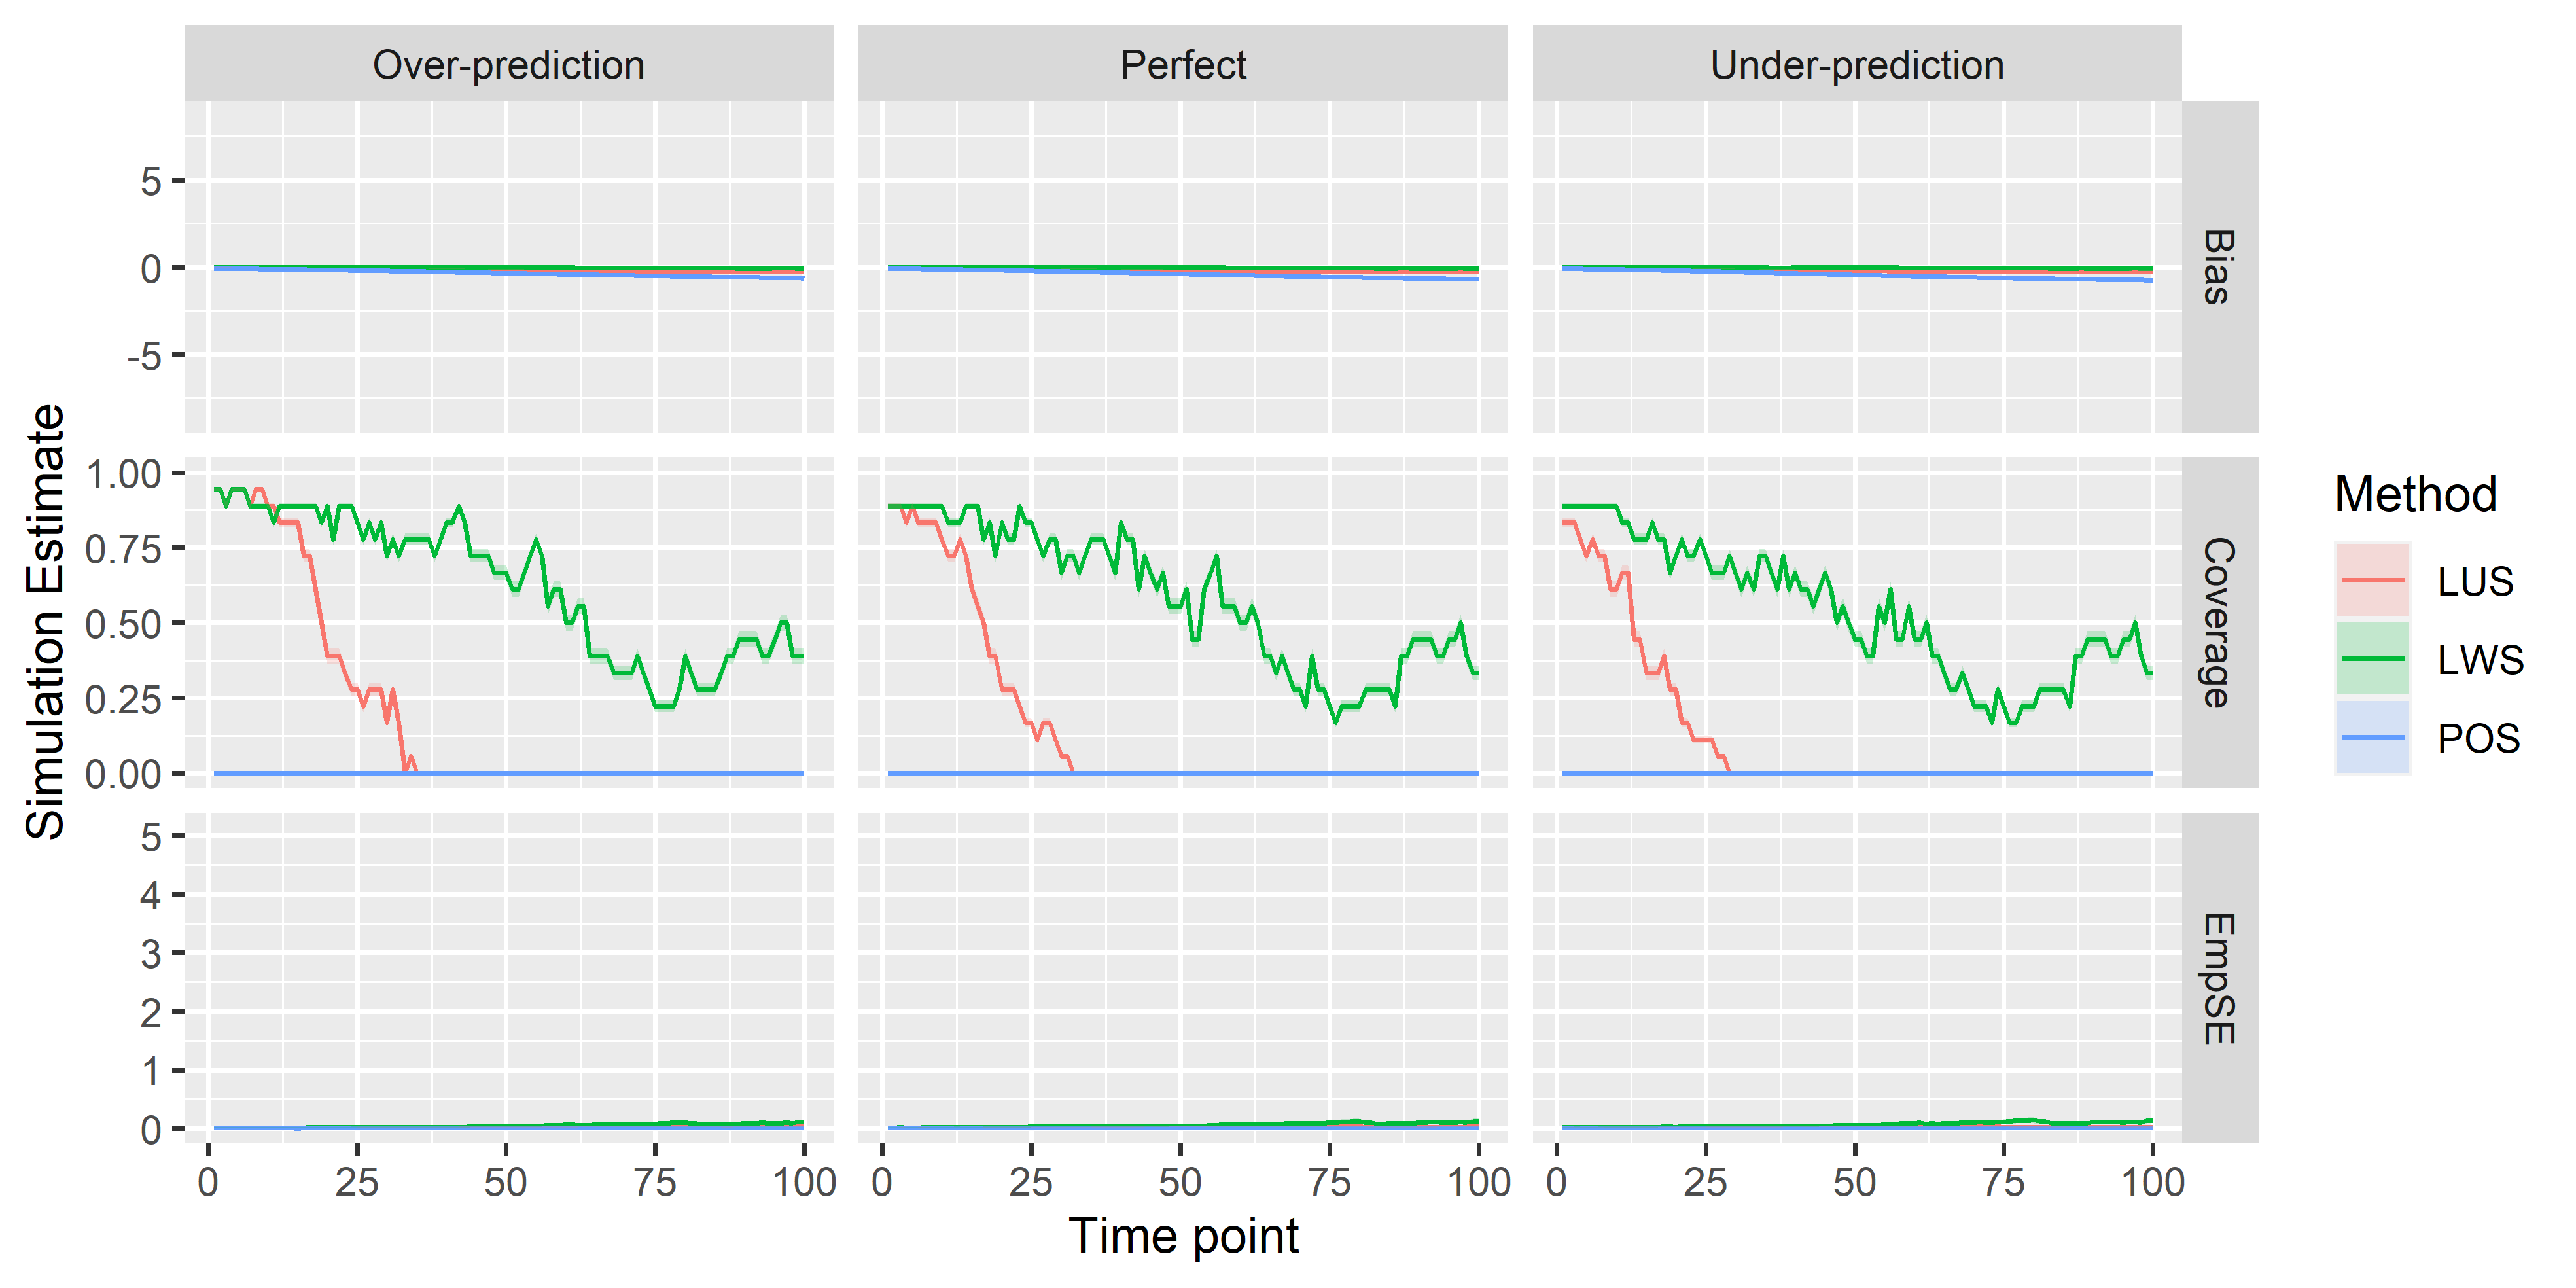 Over-prediction
Perfect
Under-prediction
5
0
-5
Bias
1.00
0.75
0.50
0.25
0.00
Coverage
5
4
3
2
1
0
EmpSE
0 25 50 75 100
0 25 50 75 100
0 25 50 75 100
Time point
Simulation Estimate
Method
LUS
LWS
POS